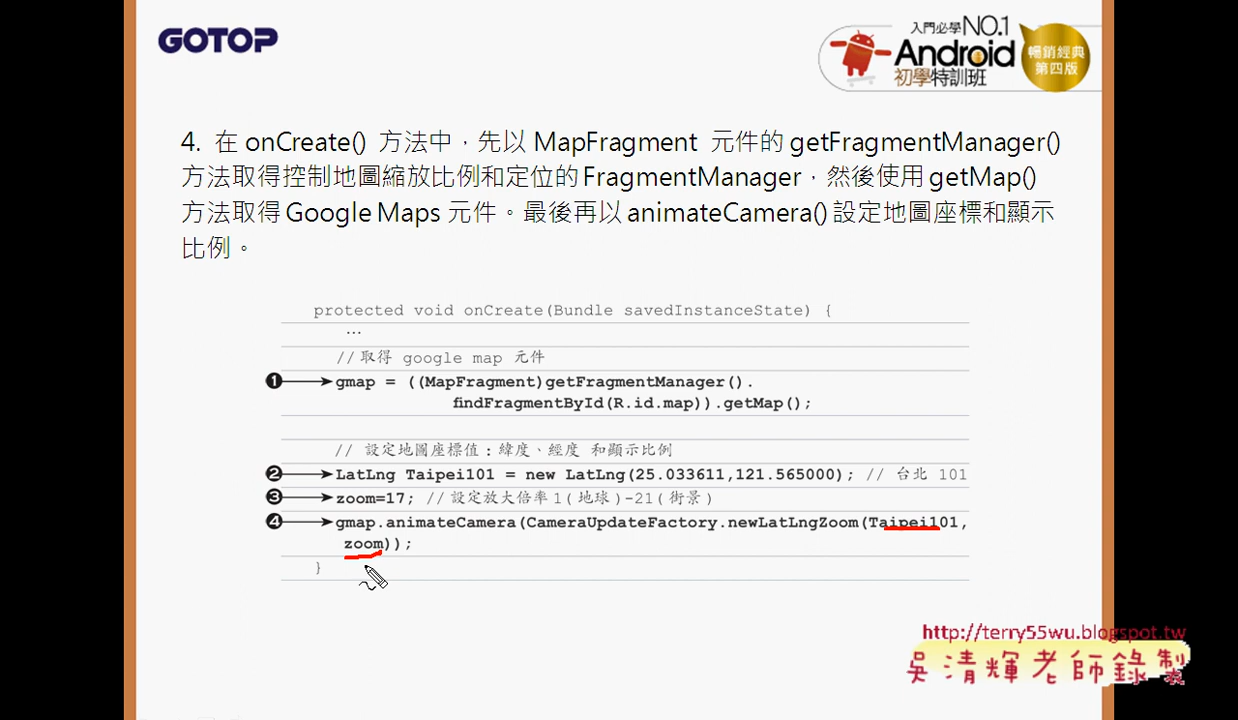 GOTOP
入門必學NO.1
Android
初學特訓班
暢銷經典
第四版
4. 在 onCreate() 方法中，先以 MapFragment 元件的 getFragmentManager()
方法取得控制地圖縮放比例和定位的 FragmentManager，然後使用 getMap()
方法取得 Google Maps 元件。最後再以 animateCamera() 設定地圖座標和顯示
比例。
protected void onCreate(Bundle savedInstanceState) {
...
//取得 google map 元件
❶ gmap = ((MapFragment)getFragmentManager().
findFragmentById(R.id.map)).getMap();
// 設定地圖座標值：緯度、經度 和顯示比例
❷ LatLng Taipei101 = new LatLng(25.033611,121.565000); // 台北 101
❸ zoom=17; //設定放大倍率1(地球)-21(街景)
❹ gmap.animateCamera(CameraUpdateFactory.newLatLngZoom(Taipei101,
zoom));
}
http://terry55wu.blogspot.tw
吳清輝老師錄製